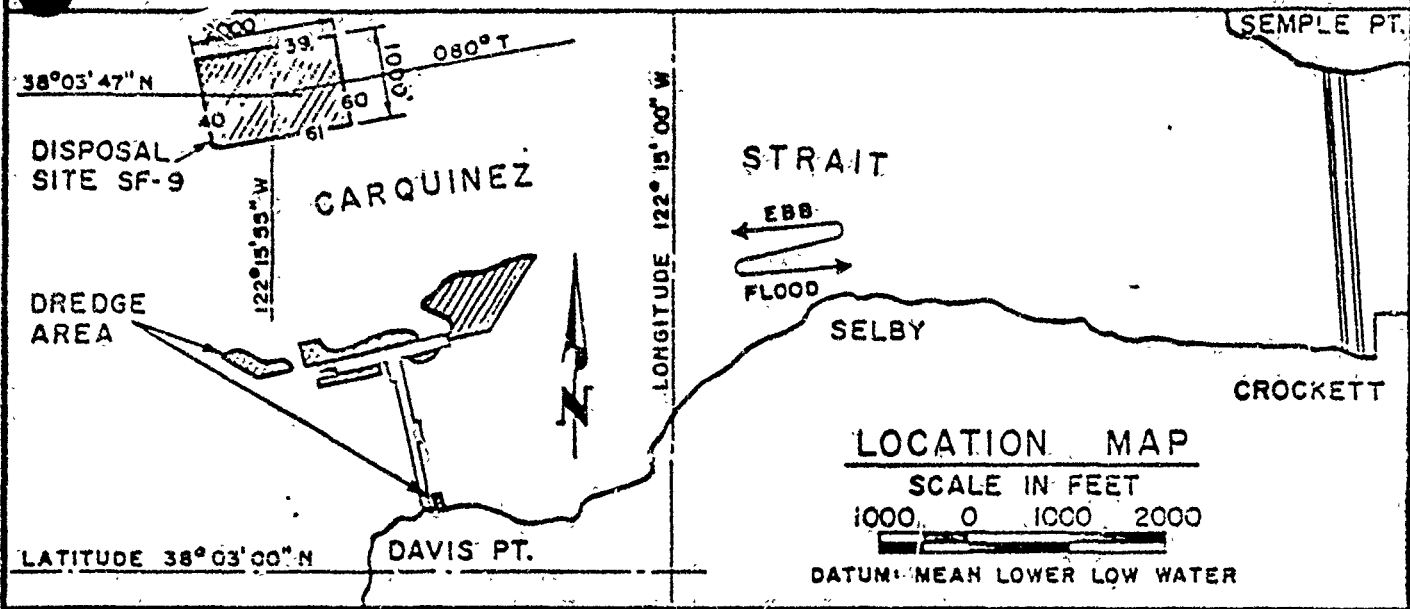 SEMPLE PT.
39
080° T
1000'
38°03'47" N
40
60
61
DISPOSAL
SITE SF-9
122°15'55" W
CARQUINEZ
LONGITUDE 122° 15' 00" W
STRAIT
EBB
FLOOD
DREDGE
AREA
SELBY
N
CROCKETT
LOCATION MAP
SCALE IN FEET
1000 0 1000 2000
LATITUDE 38° 03' 00" N
DAVIS PT.
DATUM: MEAN LOWER LOW WATER